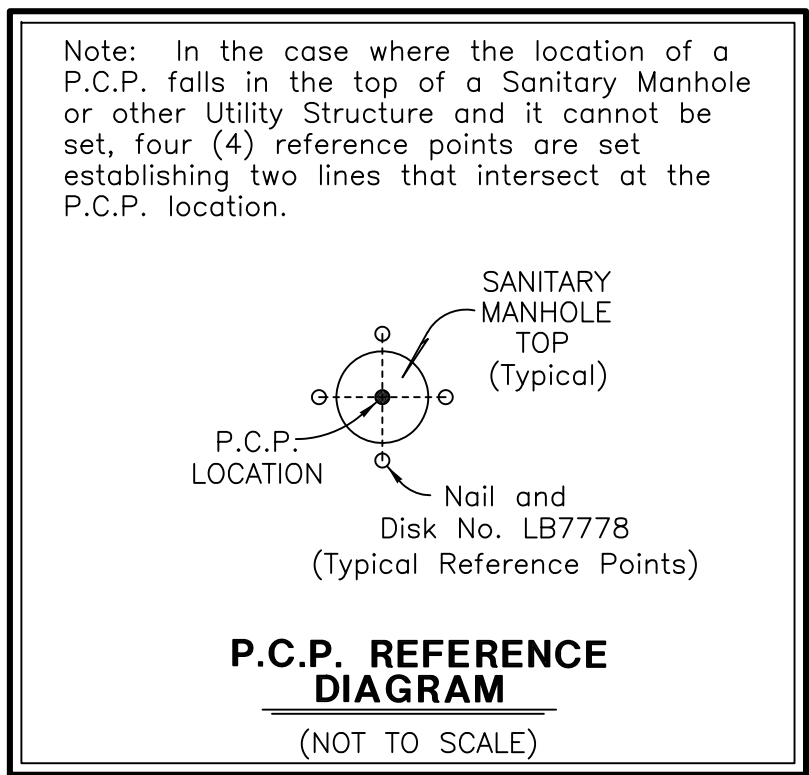 Note: In the case where the location of a
P.C.P. falls in the top of a Sanitary Manhole
or other Utility Structure and it cannot be
set, four (4) reference points are set
establishing two lines that intersect at the
P.C.P. location.
SANITARY
MANHOLE
TOP
(Typical)
P.C.P.
LOCATION
Nail and
Disk No. LB7778
(Typical Reference Points)
P.C.P. REFERENCE
DIAGRAM
(NOT TO SCALE)